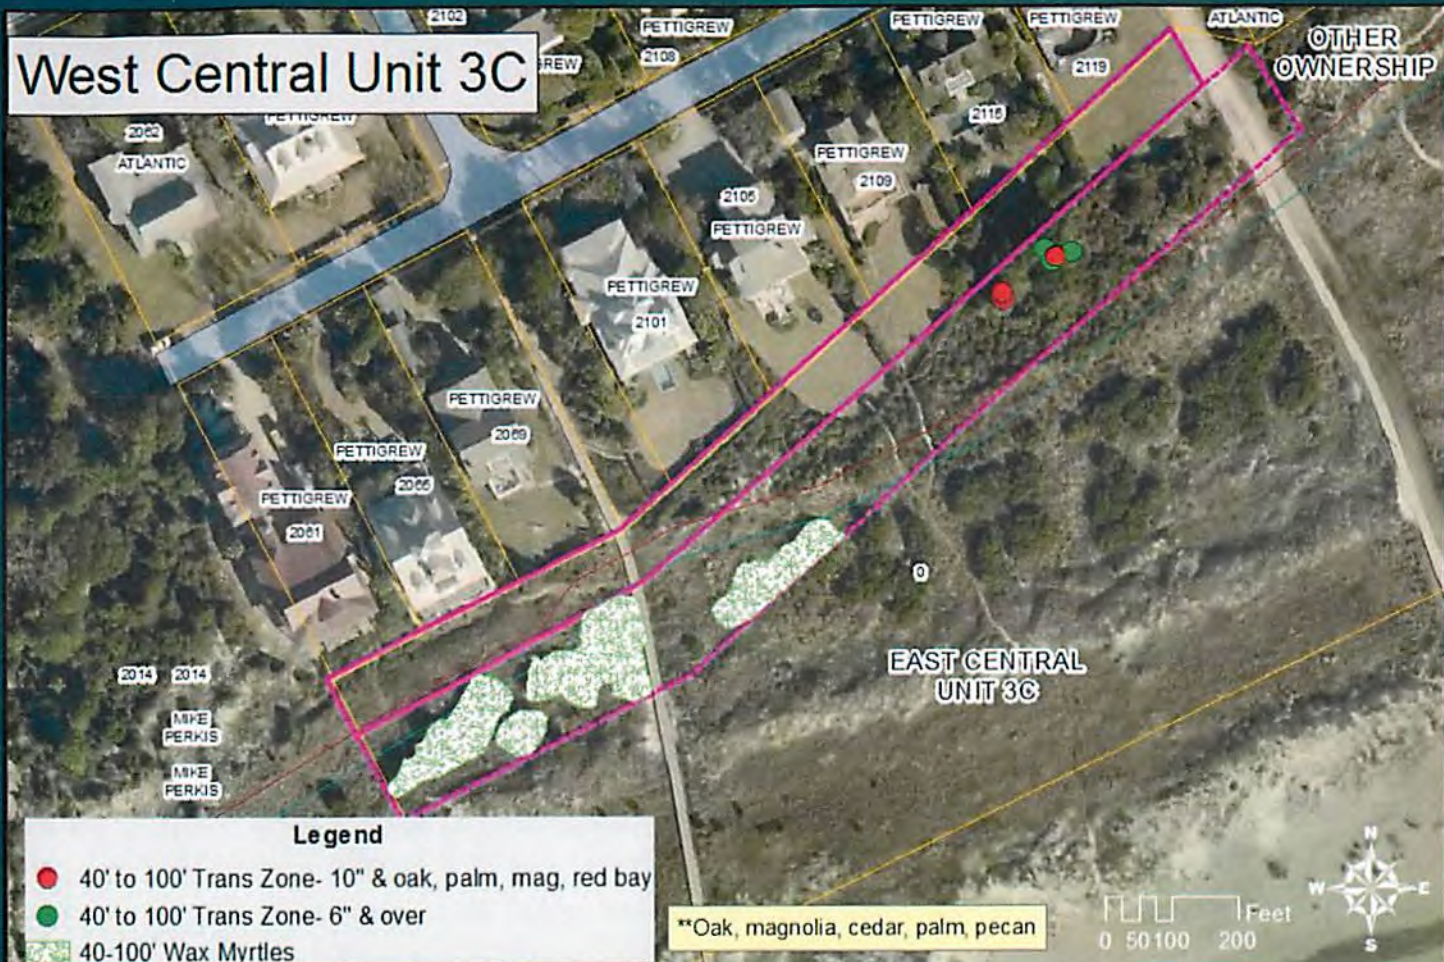 West Central Unit 3C
2102
PETTIGREW
2108
PETTIGREW
PETTIGREW
ATLANTIC
OTHER
OWNERSHIP
GREW
2119
2062
ATLANTIC
PETTIGREW
2115
PETTIGREW
2109
2105
PETTIGREW
PETTIGREW
2101
PETTIGREW
2069
PETTIGREW
2065
PETTIGREW
2061
0
EAST CENTRAL
UNIT 3C
2014 2014
MIKE
PERKIS
MIKE
PERKIS
Legend
40' to 100' Trans Zone- 10" & oak, palm, mag, red bay
40' to 100' Trans Zone- 6" & over
40-100' Wax Myrtles
**Oak, magnolia, cedar, palm, pecan
N
W E
S
Feet
0 50 100 200